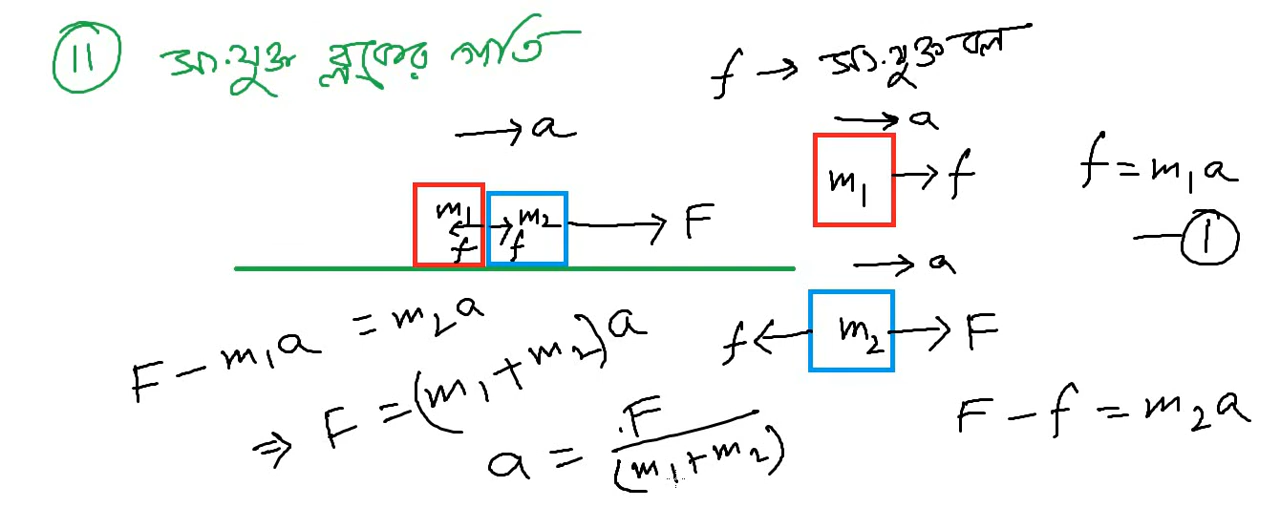 11 সংযুক্ত ব্লকের গতি
f → সংযুক্ত বল
→ a
→ a
m₁ → f
f = m₁a
— 1
m₁ m₂ → F
f f
→ a
f ← m₂ → F
F - m₁a = m₂a
⇒ F = (m₁ + m₂)a
F - f = m₂a
a = F / (m₁ + m₂)